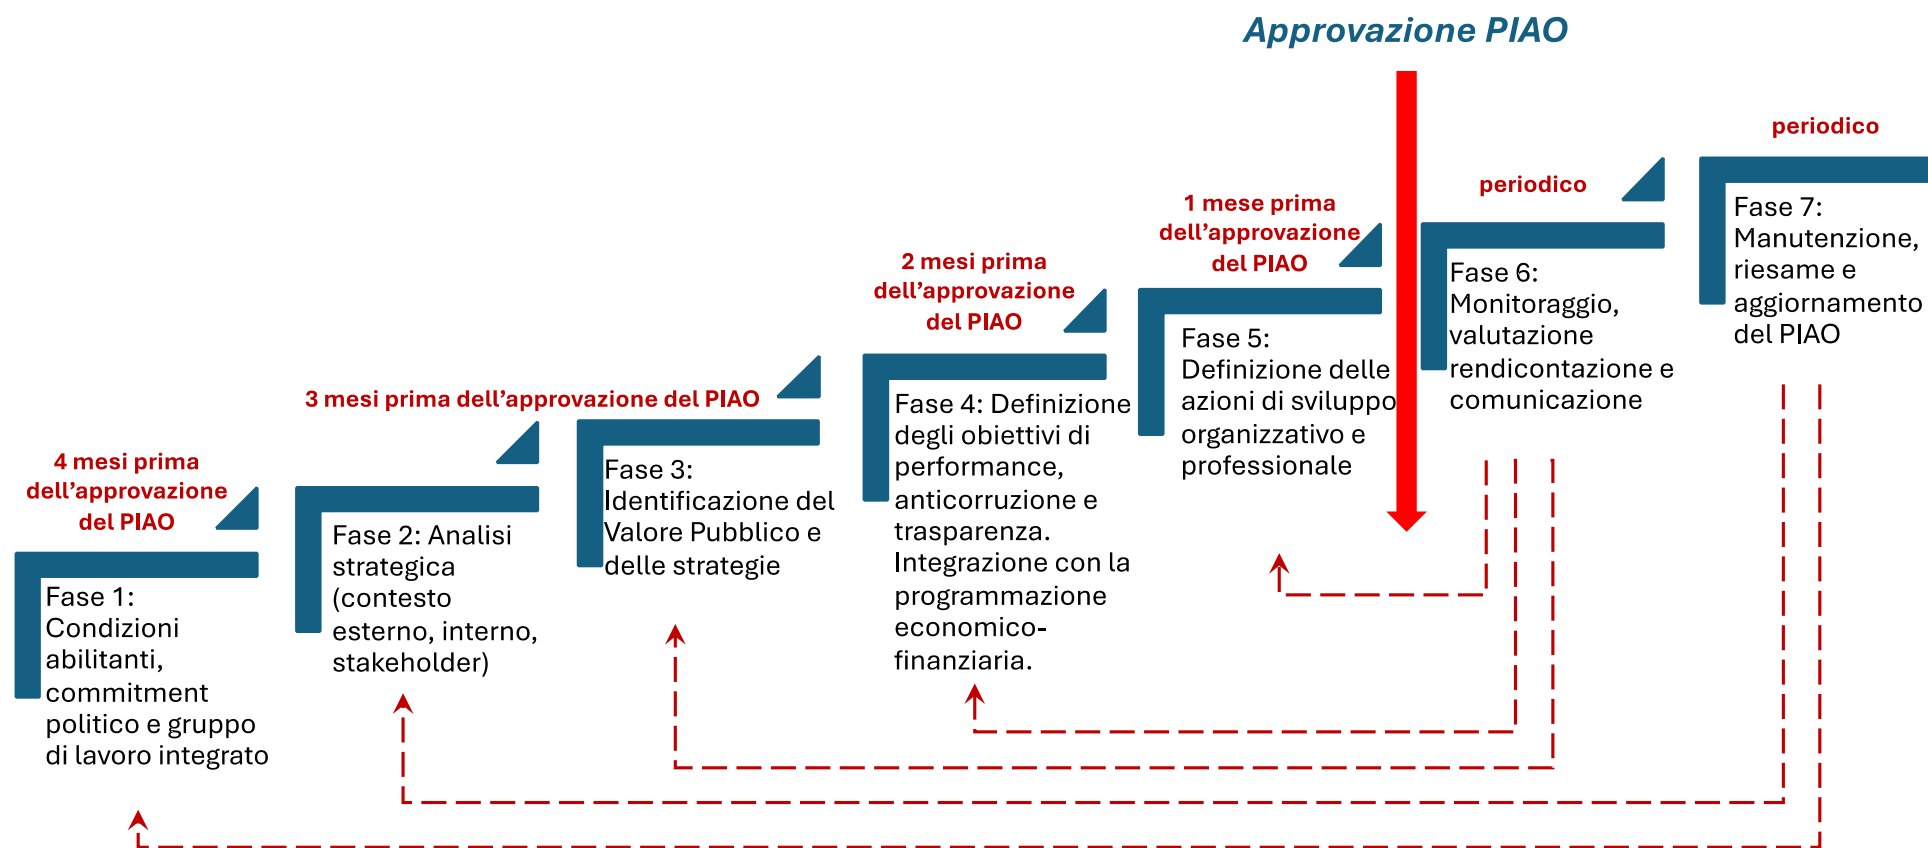 Approvazione PIAO
4 mesi prima
dell’approvazione
del PIAO
Fase 1:
Condizioni
abilitanti,
commitment
politico e gruppo
di lavoro integrato
3 mesi prima dell’approvazione del PIAO
Fase 2: Analisi
strategica
(contesto
esterno, interno,
stakeholder)
Fase 3:
Identificazione del
Valore Pubblico e
delle strategie
2 mesi prima
dell’approvazione
del PIAO
Fase 4: Definizione
degli obiettivi di
performance,
anticorruzione e
trasparenza.
Integrazione con la
programmazione
economico-
finanziaria.
1 mese prima
dell’approvazione
del PIAO
Fase 5:
Definizione delle
azioni di sviluppo
organizzativo e
professionale
periodico
Fase 6:
Monitoraggio,
valutazione
rendicontazione e
comunicazione
periodico
Fase 7:
Manutenzione,
riesame e
aggiornamento
del PIAO